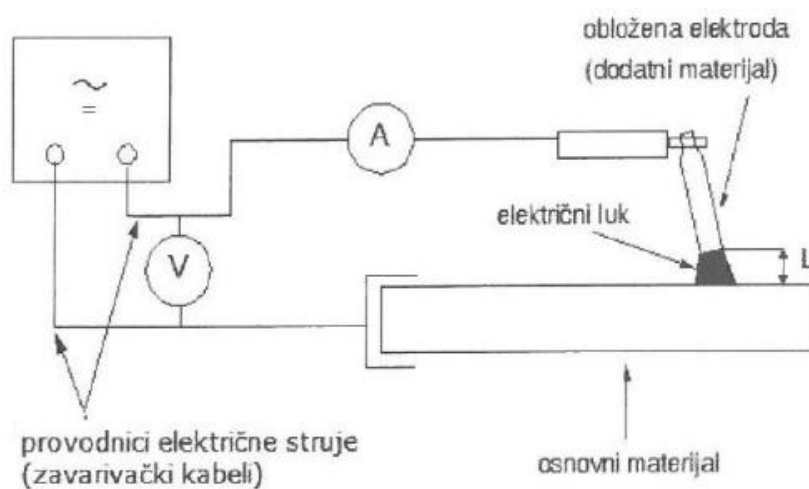 obložena elektroda
(dodatni materijal)
~
=
A
električni luk
V
L
provodnici električne struje
(zavarivački kabeli)
osnovni materijal